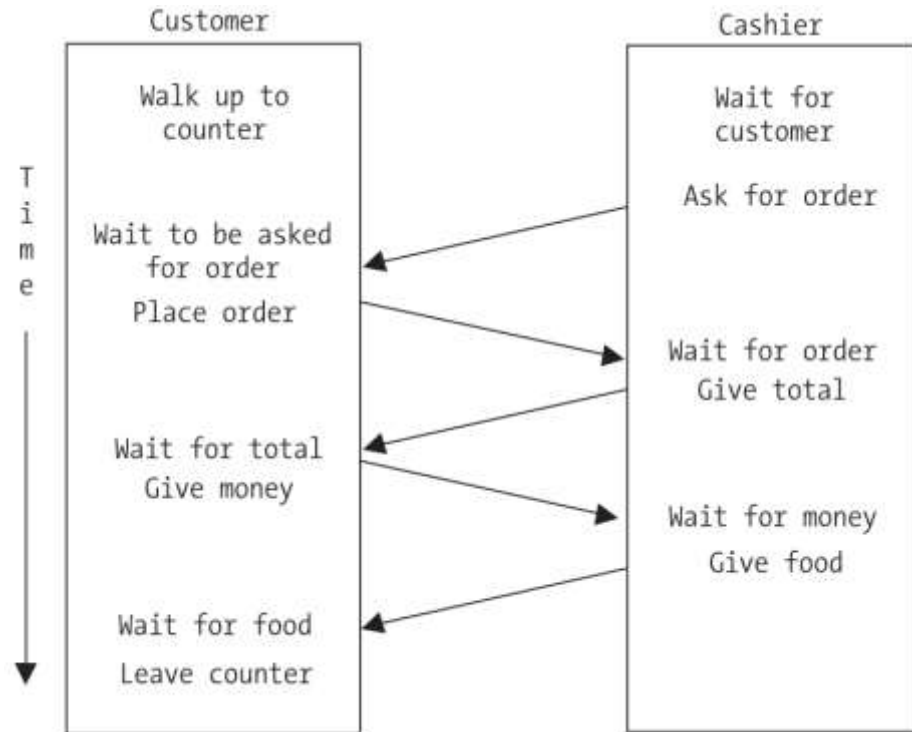 Customer
Cashier
Walk up to
counter
Wait for
customer
Time
Ask for order
Wait to be asked
for order
Place order
Wait for order
Give total
Wait for total
Give money
Wait for money
Give food
Wait for food
Leave counter